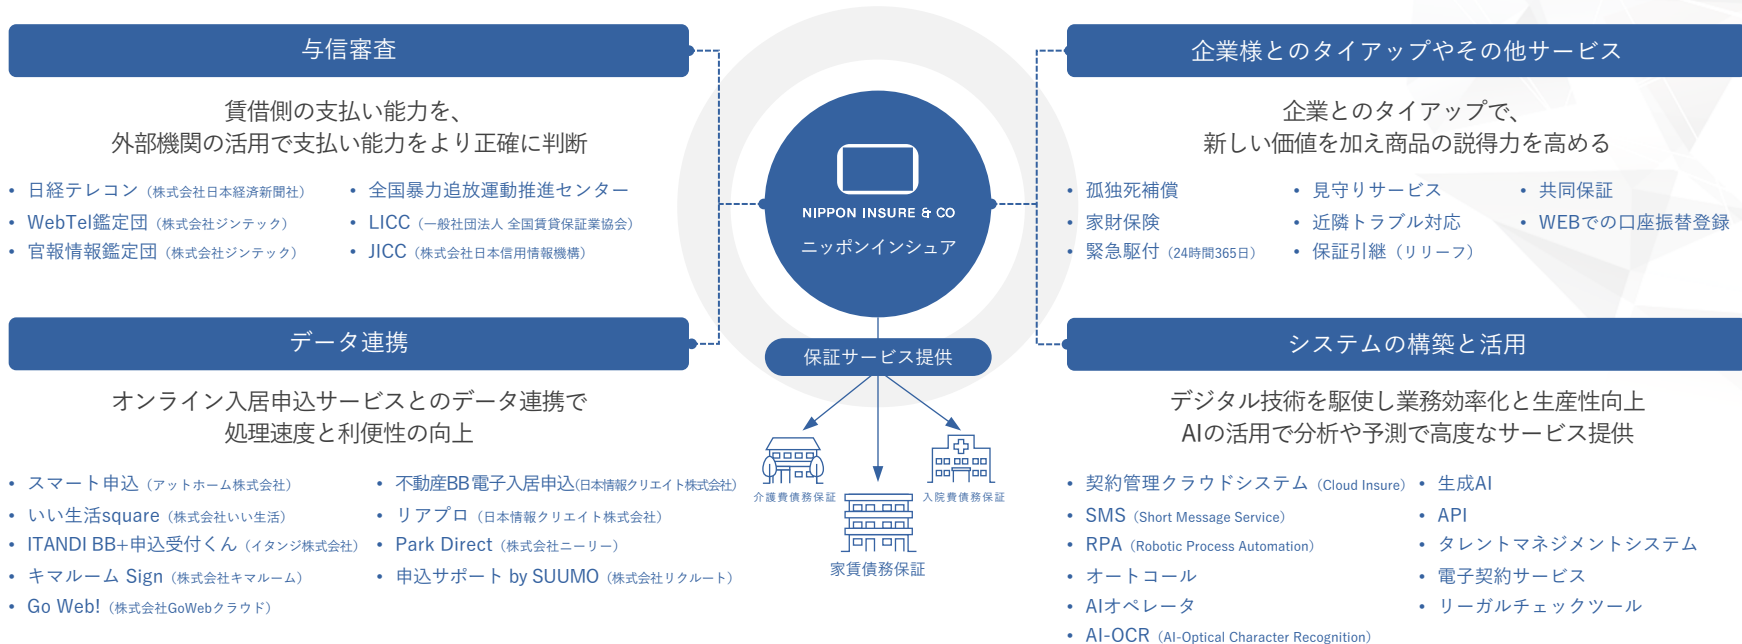 与信審査
賃借側の支払い能力を、
外部機関の活用で支払い能力をより正確に判断
• 日経テレコン（株式会社日本経済新聞社）
• WebTel鑑定団（株式会社ジンテック）
• 官報情報鑑定団（株式会社ジンテック）
• 全国暴力追放運動推進センター
• LICC（一般社団法人 全国賃貸保証業協会）
• JICC（株式会社日本信用情報機構）
データ連携
オンライン入居申込サービスとのデータ連携で
処理速度と利便性の向上
• スマート申込（アットホーム株式会社）
• いい生活square（株式会社いい生活）
• ITANDI BB+申込受付くん（イタンジ株式会社）
• キマルーム Sign（株式会社キマルーム）
• Go Web!（株式会社GoWebクラウド）
• 不動産BB 電子入居申込(日本情報クリエイト株式会社)
• リアプロ（日本情報クリエイト株式会社）
• Park Direct（株式会社ニーリー）
• 申込サポート by SUUMO（株式会社リクルート）
NIPPON INSURE & CO
ニッポンインシュア
保証サービス提供
介護費債務保証
家賃債務保証
入院費債務保証
企業様とのタイアップやその他サービス
企業とのタイアップで、
新しい価値を加え商品の説得力を高める
• 孤独死補償
• 家財保険
• 緊急駆付（24時間365日）
• 見守りサービス
• 近隣トラブル対応
• 保証引継（リリーフ）
• 共同保証
• WEBでの口座振替登録
システムの構築と活用
デジタル技術を駆使し業務効率化と生産性向上
AIの活用で分析や予測で高度なサービス提供
• 契約管理クラウドシステム（Cloud Insure）
• SMS（Short Message Service）
• RPA（Robotic Process Automation）
• オートコール
• AIオペレータ
• AI-OCR（AI-Optical Character Recognition）
• 生成AI
• API
• タレントマネジメントシステム
• 電子契約サービス
• リーガルチェックツール